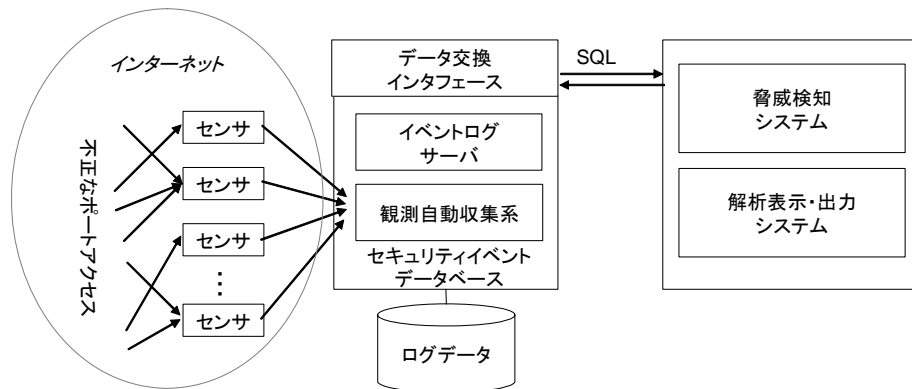 インターネット
不正なポートアクセス
センサ
センサ
センサ
⋮
センサ
データ交換
インタフェース
イベントログ
サーバ
観測自動収集系
セキュリティイベント
データベース
ログデータ
SQL
脅威検知
システム
解析表示・出力
システム